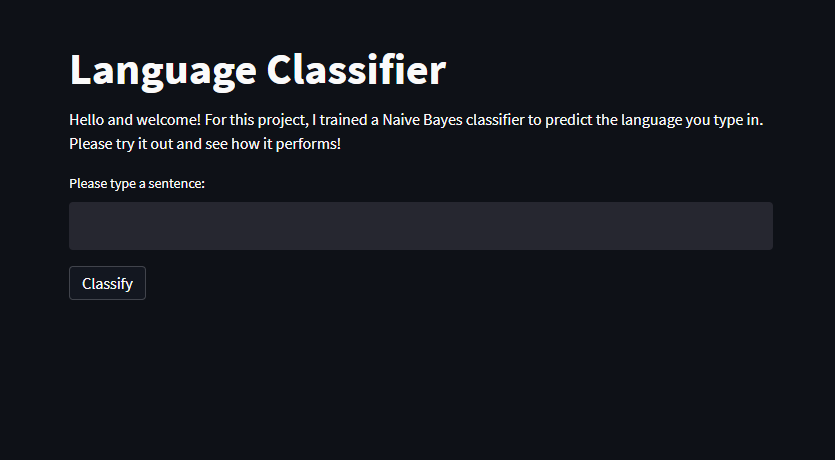 Language Classifier
Hello and welcome! For this project, I trained a Naive Bayes classifier to predict the language you type in.
Please try it out and see how it performs!
Please type a sentence:
Classify